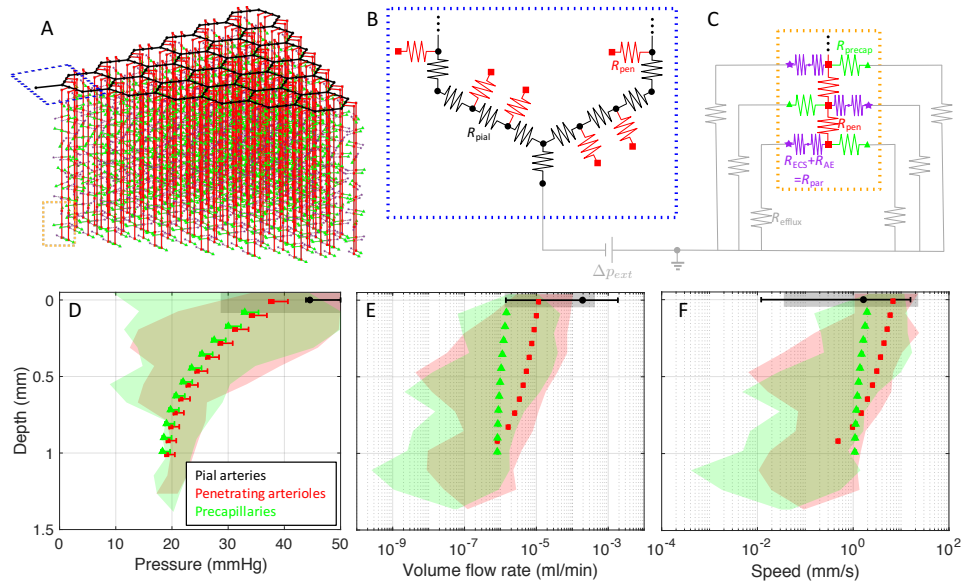 A
B
C
R_pen
R_pial
Δp_ext
R_precap
R_pen
R_ECS+R_AE
=R_par
R_efflux
D
E
F
0
0.5
1
1.5
Depth (mm)
Pial arteries
Penetrating arterioles
Precapillaries
0 10 20 30 40 50
Pressure (mmHg)
10^-9 10^-7 10^-5 10^-3
Volume flow rate (ml/min)
10^-4 10^-2 10^0 10^2
Speed (mm/s)